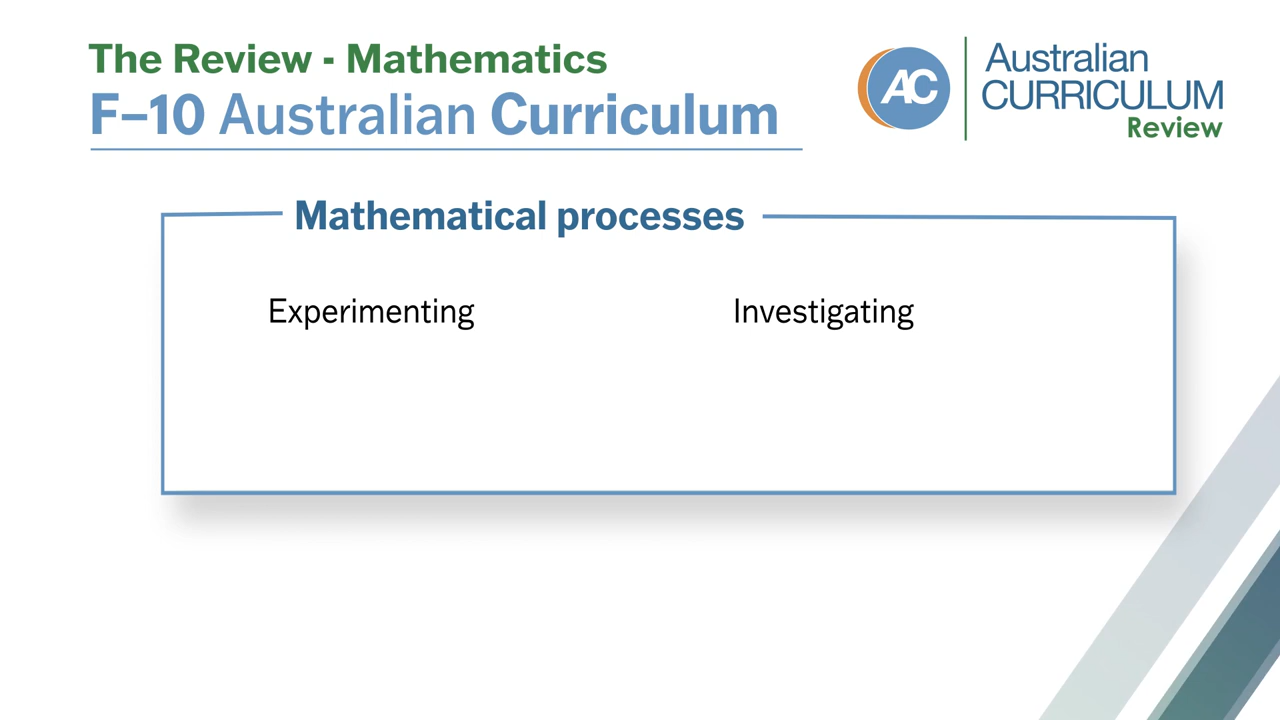 The Review - Mathematics
F–10 Australian Curriculum
AC
Australian
CURRICULUM
Review
Mathematical processes
Experimenting
Investigating